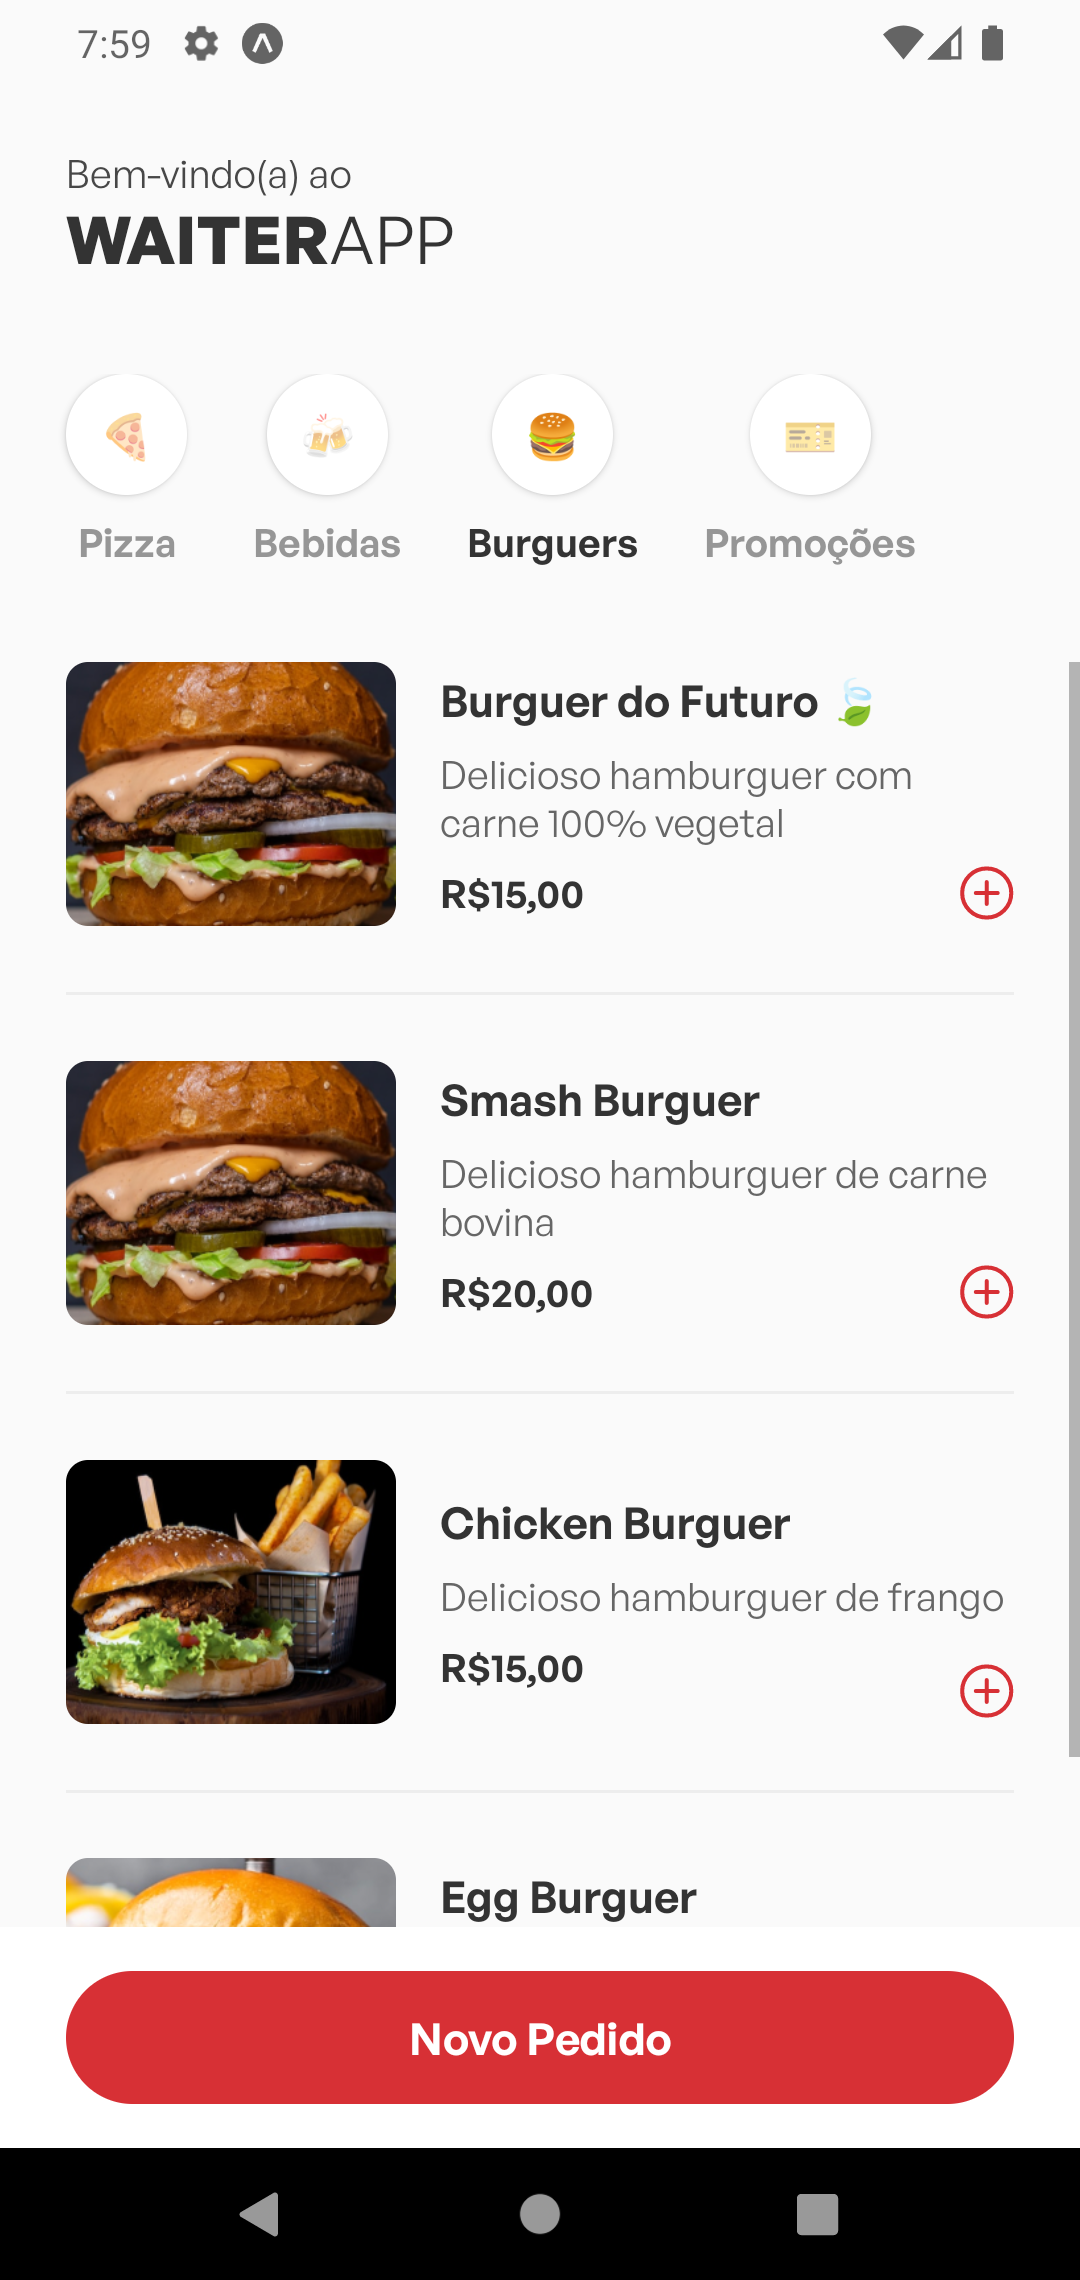 7:59
Bem-vindo(a) ao
WAITERAPP
Pizza
Bebidas
Burguers
Promoções
Burguer do Futuro 🍃
Delicioso hamburguer com
carne 100% vegetal
R$15,00
Smash Burguer
Delicioso hamburguer de carne
bovina
R$20,00
Chicken Burguer
Delicioso hamburguer de frango
R$15,00
Egg Burguer
Novo Pedido